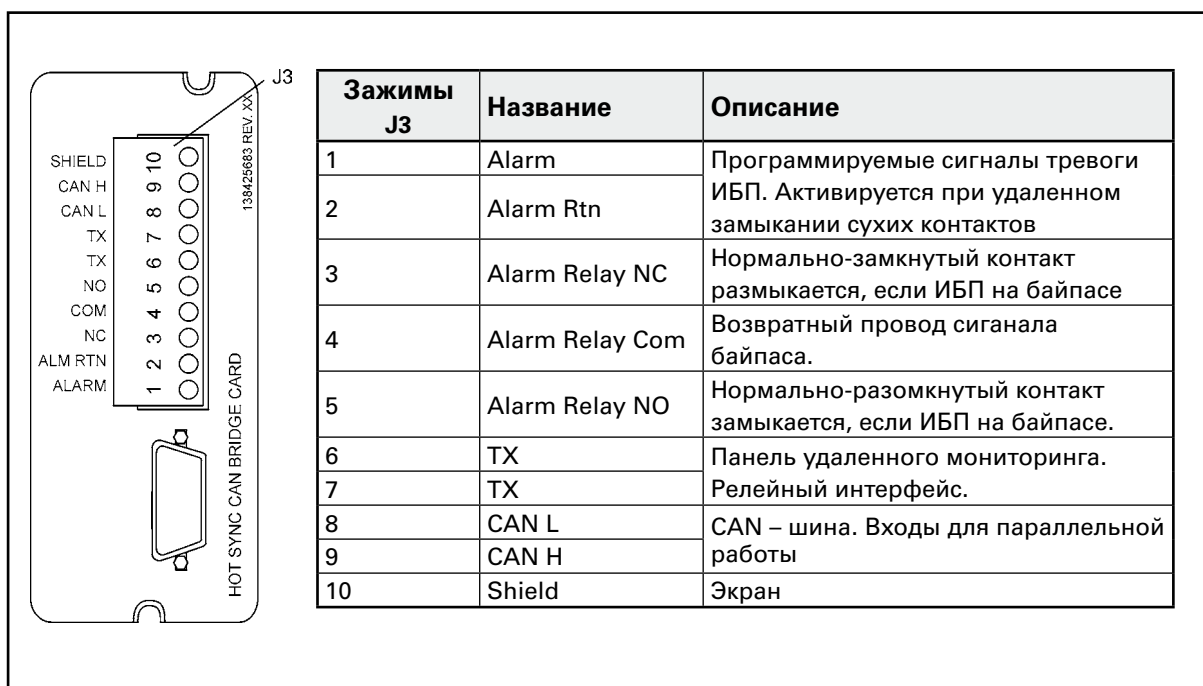 J3
138425683 REV. XX
SHIELD 10
CAN H 9
CAN L 8
TX 7
TX 6
NO 5
COM 4
NC 3
ALM RTN 2
ALARM 1
HOT SYNC CAN BRIDGE CARD
Зажимы J3 Название Описание
1 Alarm Программируемые сигналы тревоги
ИБП. Активируется при удаленном
2 Alarm Rtn замыкании сухих контактов
3 Alarm Relay NC Нормально-замкнутый контакт
размыкается, если ИБП на байпасе
4 Alarm Relay Com Возвратный провод сиганала
байпаса.
5 Alarm Relay NO Нормально-разомкнутый контакт
замыкается, если ИБП на байпасе.
6 TX Панель удаленного мониторинга.
7 TX Релейный интерфейс.
8 CAN L CAN – шина. Входы для параллельной
9 CAN H работы
10 Shield Экран